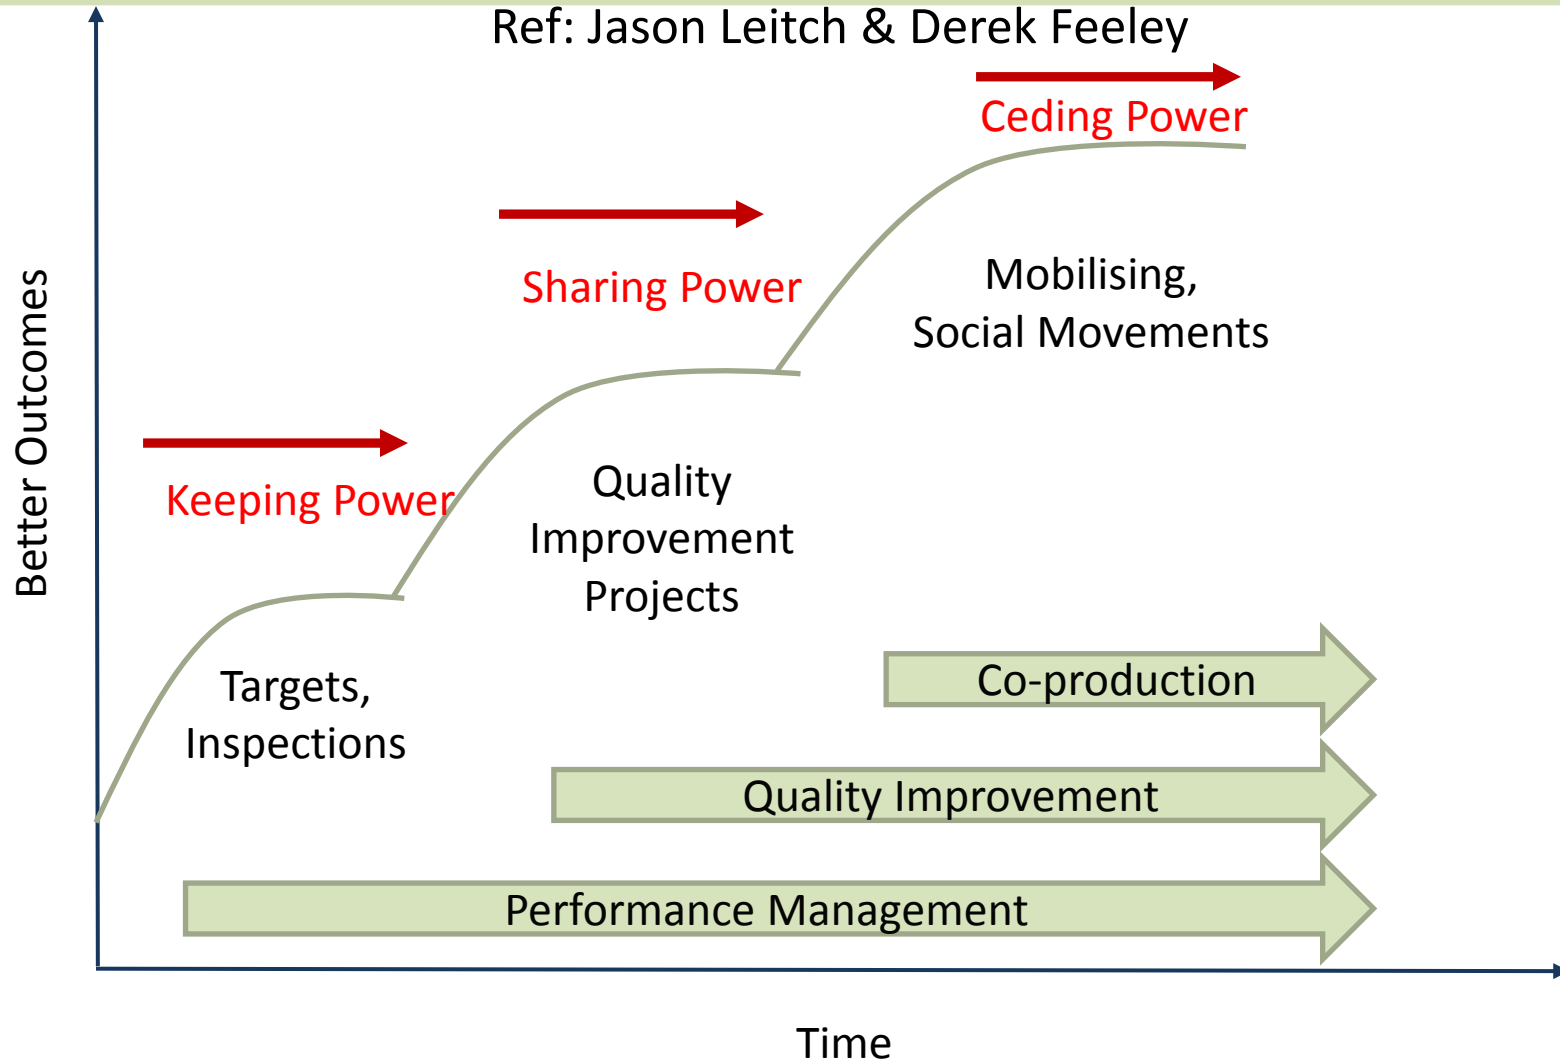 Ref: Jason Leitch & Derek Feeley
Ceding Power
Sharing Power
Mobilising,
Social Movements
Keeping Power
Quality
Improvement
Projects
Targets,
Inspections
Co-production
Quality Improvement
Performance Management
Better Outcomes
Time